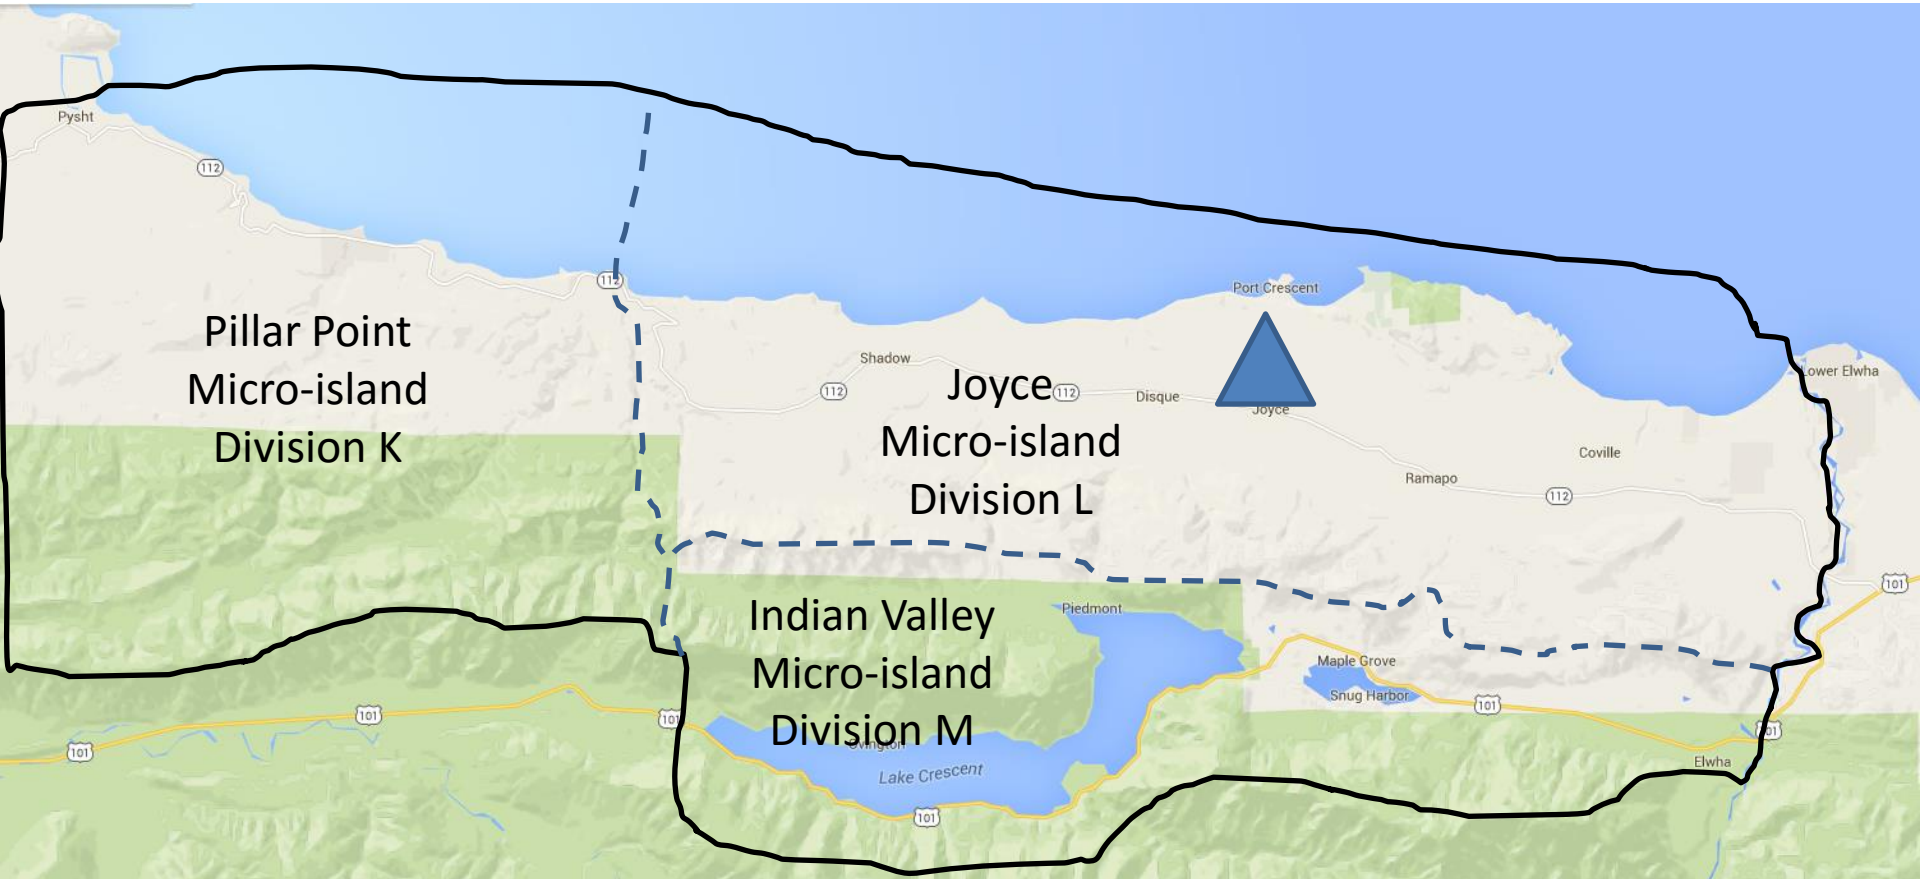 Pysht
112
112
Port Crescent
Pillar Point
Micro-island
Division K
Shadow
112
Joyce
Micro-island
Division L
112
Disque
Joyce
Lower Elwha
Coville
Ramapo
112
101
Indian Valley
Micro-island
Division M
Piedmont
Maple Grove
Snug Harbor
101
101
101
101
101
Ovington
Lake Crescent
Elwha
101